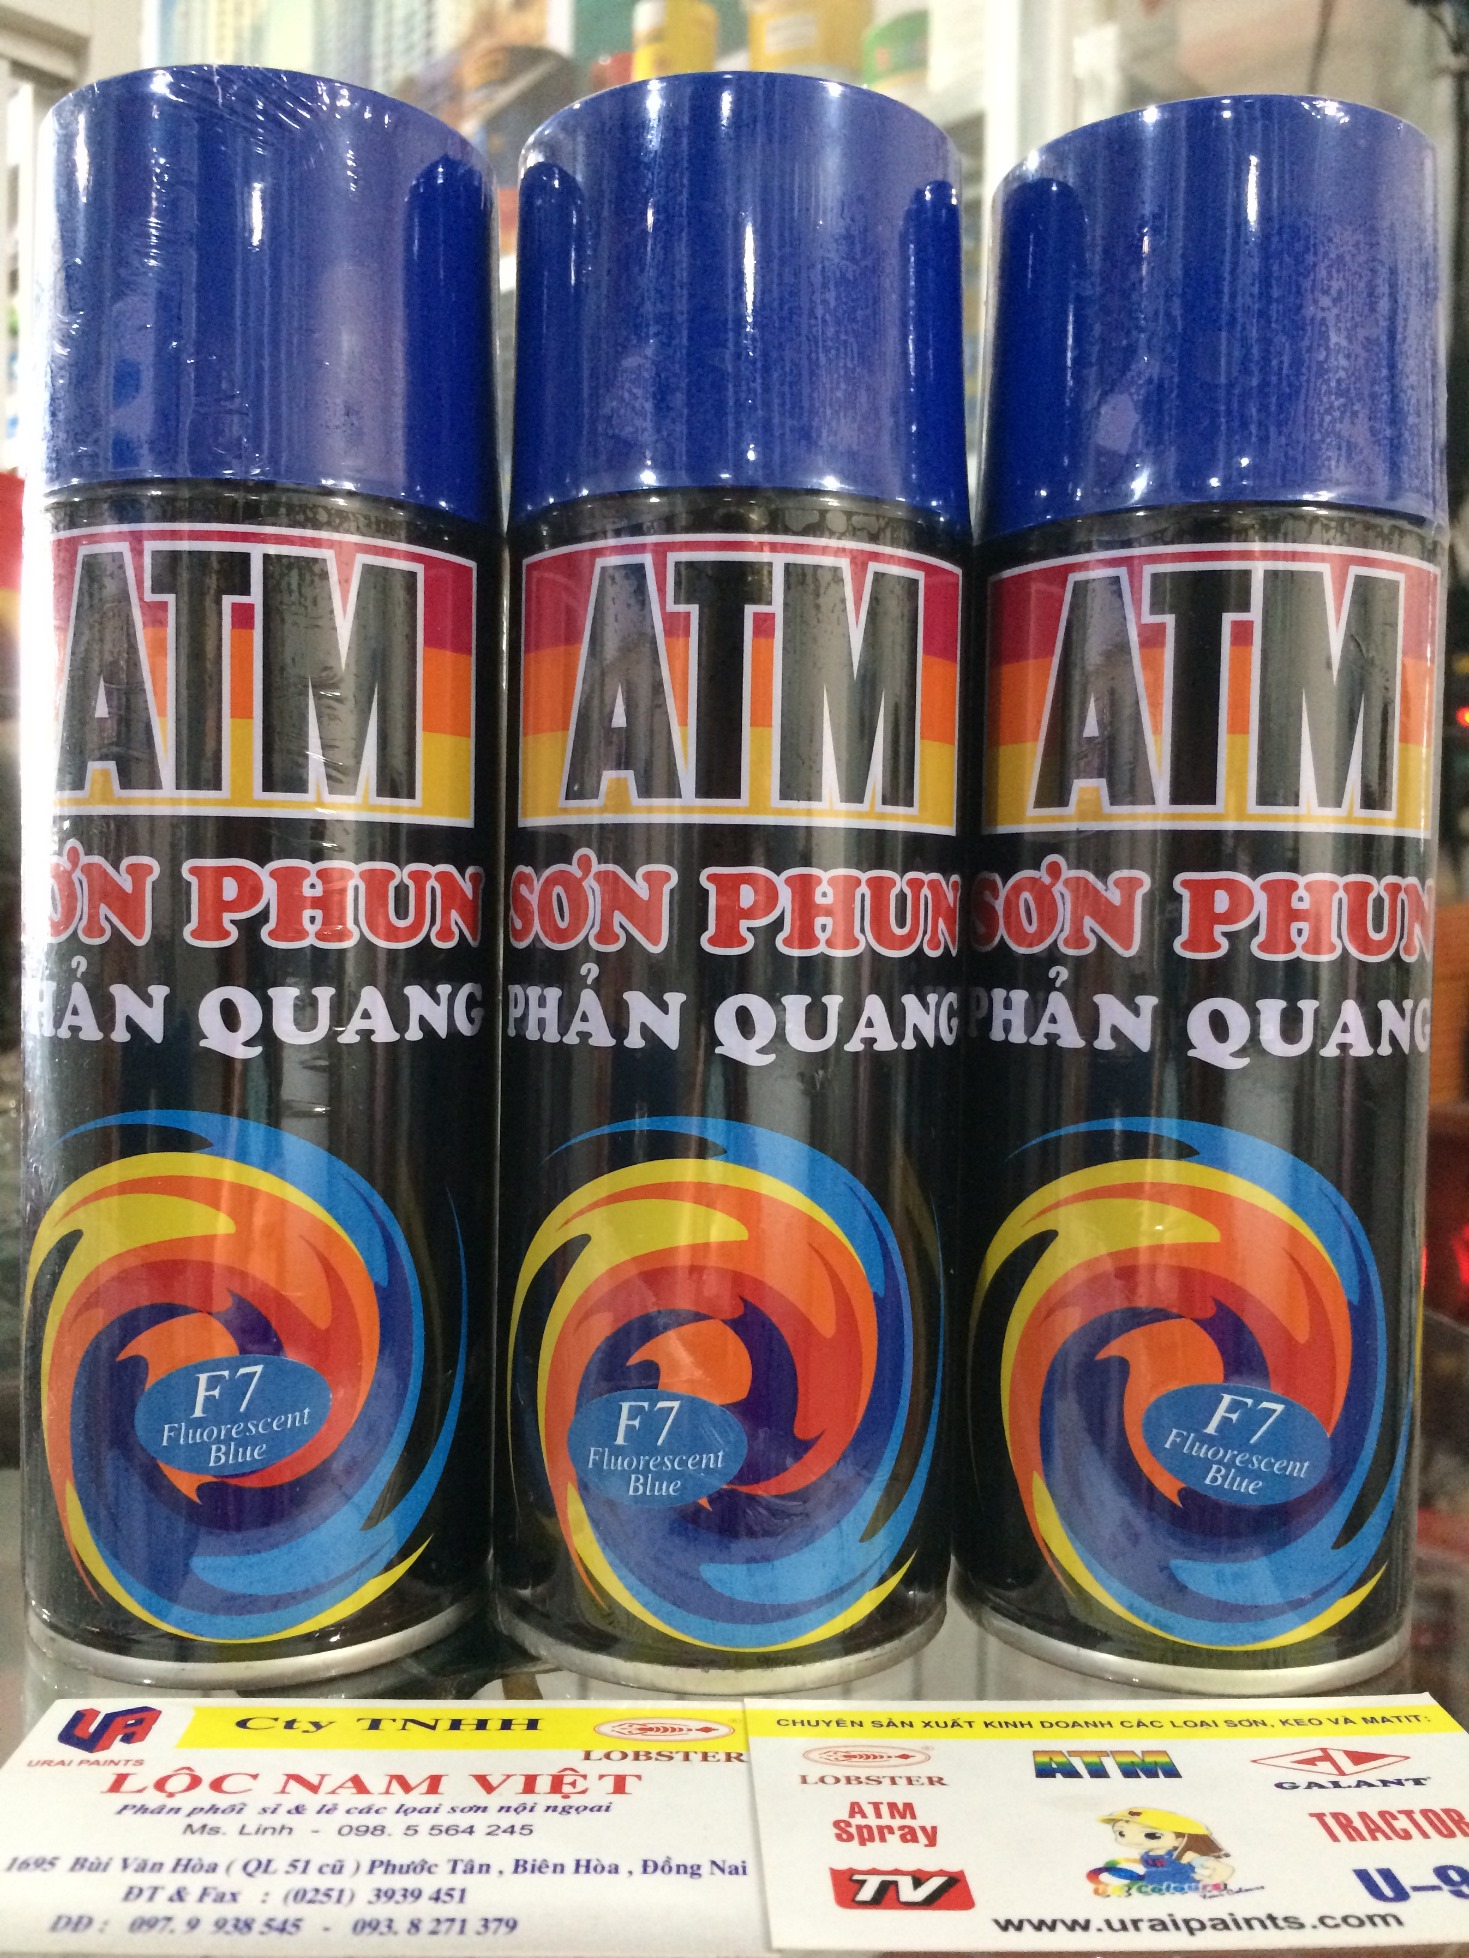 ATM
SƠN PHUN
PHẢN QUANG
F7
Fluorescent
Blue
ATM
SƠN PHUN
PHẢN QUANG
F7
Fluorescent
Blue
ATM
SƠN PHUN
PHẢN QUANG
F7
Fluorescent
Blue
URAI PAINTS
Cty TNHH
LOBSTER
LỘC NAM VIỆT
Phân phối sỉ & lẻ các loại sơn nội ngoại
Ms. Linh - 098. 5 564 245
1695 Bùi Văn Hòa ( QL 51 cũ ) Phước Tân , Biên Hòa , Đồng Nai
ĐT & Fax : (0251) 3939 451
DĐ : 097. 9 938 545 - 093. 8 271 379
CHUYÊN SẢN XUẤT KINH DOANH CÁC LOẠI SƠN, KEO VÀ MATIT:
LOBSTER
ATM
GALANT
ATM
Spray
TRACTOR
TV
U-9
www.uraipaints.com